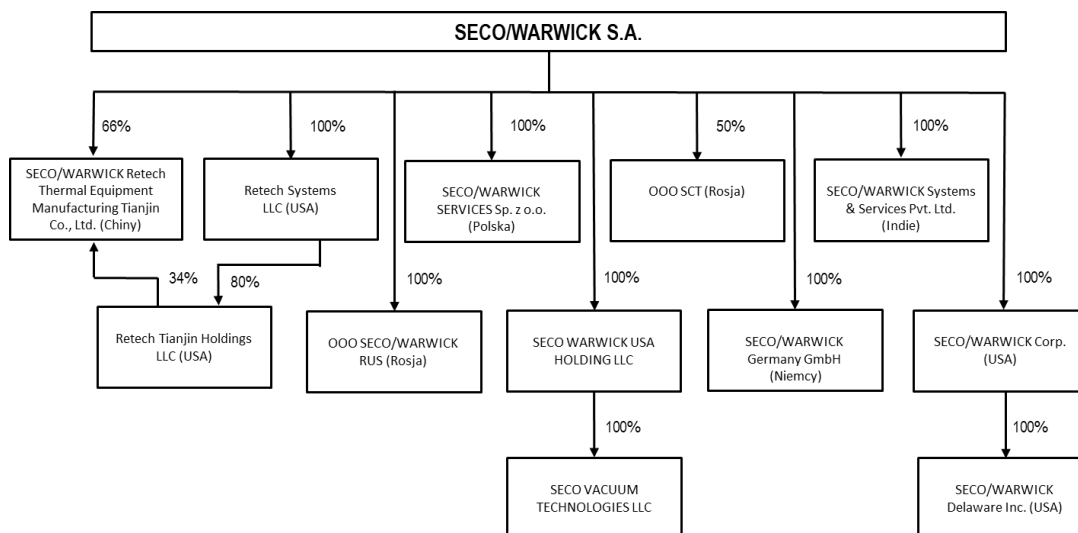 SECO/WARWICK S.A.
66%
100%
100%
50%
100%
SECO/WARWICK Retech
Thermal Equipment
Manufacturing Tianjin
Co., Ltd. (Chiny)
Retech Systems
LLC (USA)
SECO/WARWICK
SERVICES Sp. z o.o.
(Polska)
OOO SCT (Rosja)
SECO/WARWICK Systems
& Services Pvt. Ltd.
(Indie)
34%
80%
100%
100%
100%
100%
Retech Tianjin Holdings
LLC (USA)
OOO SECO/WARWICK
RUS (Rosja)
SECO WARWICK USA
HOLDING LLC
SECO/WARWICK
Germany GmbH
(Niemcy)
SECO/WARWICK Corp.
(USA)
100%
100%
SECO VACUUM
TECHNOLOGIES LLC
SECO/WARWICK
Delaware Inc. (USA)